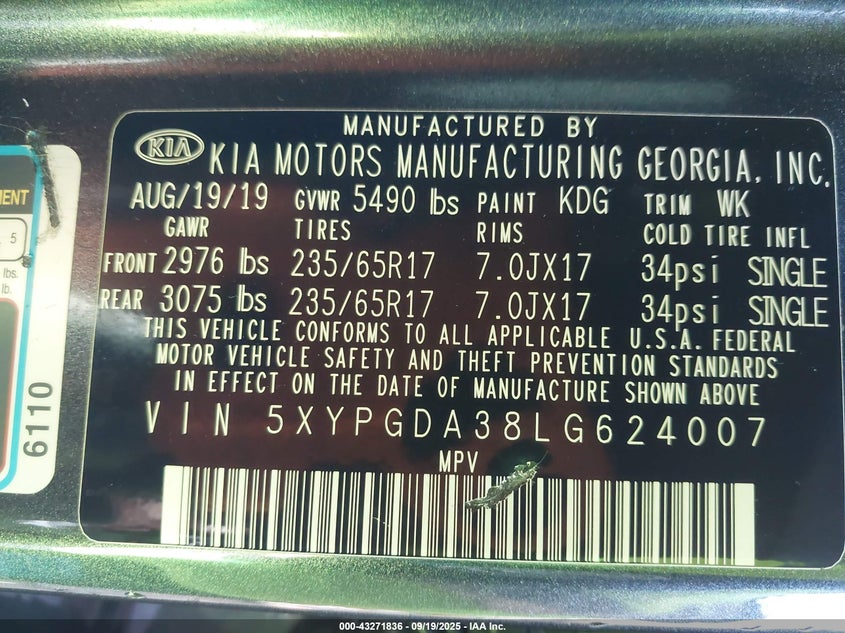 MANUFACTURED BY
KIA KIA MOTORS MANUFACTURING GEORGIA, INC.
AUG/19/19 GVWR 5490 lbs PAINT KDG TRIM WK
GAWR TIRES RIMS COLD TIRE INFL
FRONT 2976 lbs 235/65R17 7.0JX17 34psi SINGLE
REAR 3075 lbs 235/65R17 7.0JX17 34psi SINGLE
THIS VEHICLE CONFORMS TO ALL APPLICABLE U.S.A. FEDERAL
MOTOR VEHICLE SAFETY AND THEFT PREVENTION STANDARDS
IN EFFECT ON THE DATE OF MANUFACTURE SHOWN ABOVE
VIN 5XYPGDA38LG624007
MPV
MENT
5
lbs.
lb.
6110
000-43271836 - 09/19/2025 - IAA Inc.